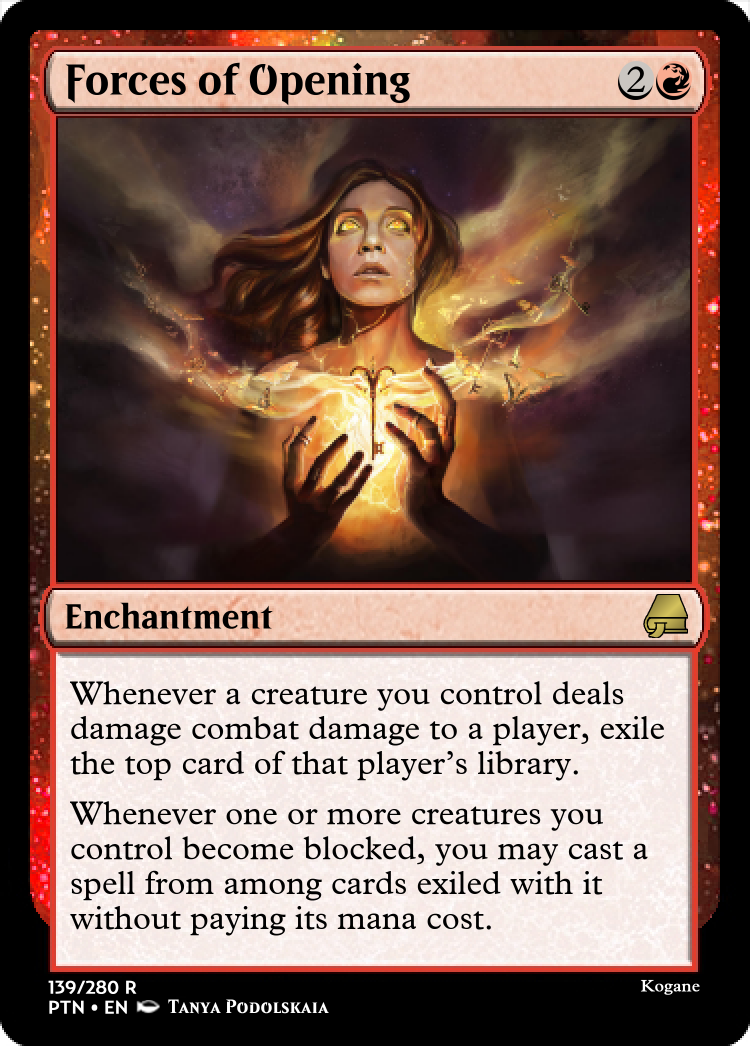 Forces of Opening 2
Enchantment
Whenever a creature you control deals
damage combat damage to a player, exile
the top card of that player's library.
Whenever one or more creatures you
control become blocked, you may cast a
spell from among cards exiled with it
without paying its mana cost.
139/280 R
Kogane
PTN • EN Tanya Podolskaia